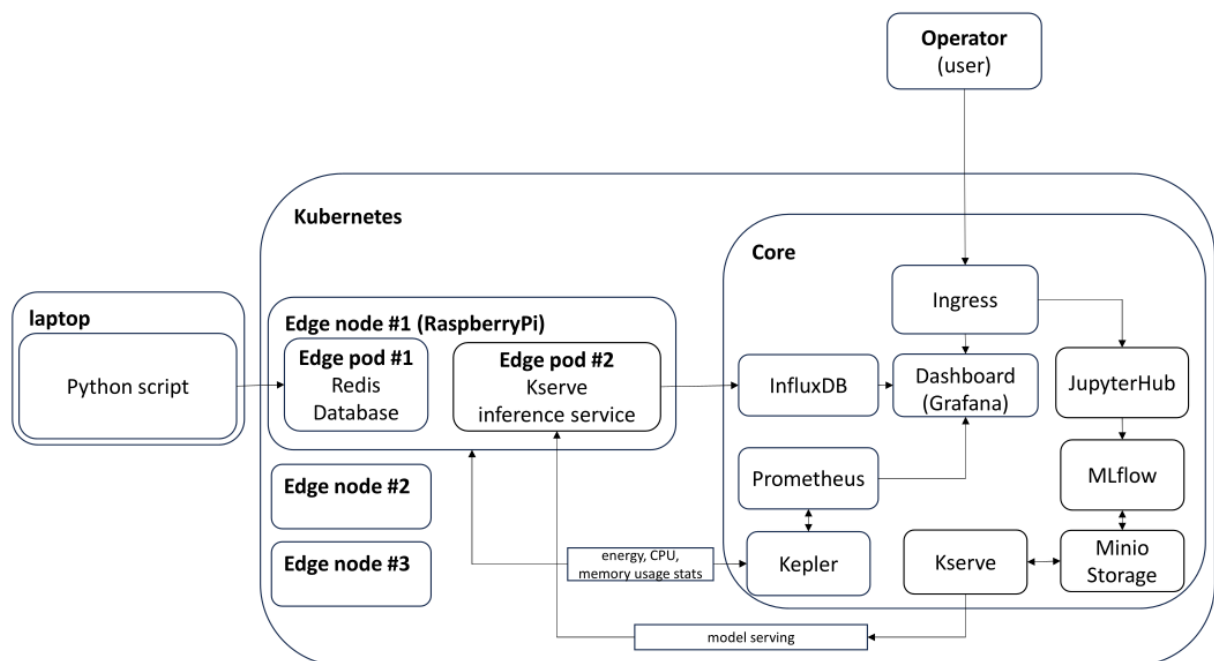 Operator
(user)
Kubernetes
Core
Ingress
laptop
Python script
Edge node #1 (RaspberryPi)
Edge pod #1
Redis
Database
Edge pod #2
Kserve
inference service
InfluxDB
Dashboard
(Grafana)
JupyterHub
Edge node #2
Prometheus
MLflow
Edge node #3
energy, CPU,
memory usage stats
Kepler
Kserve
Minio
Storage
model serving